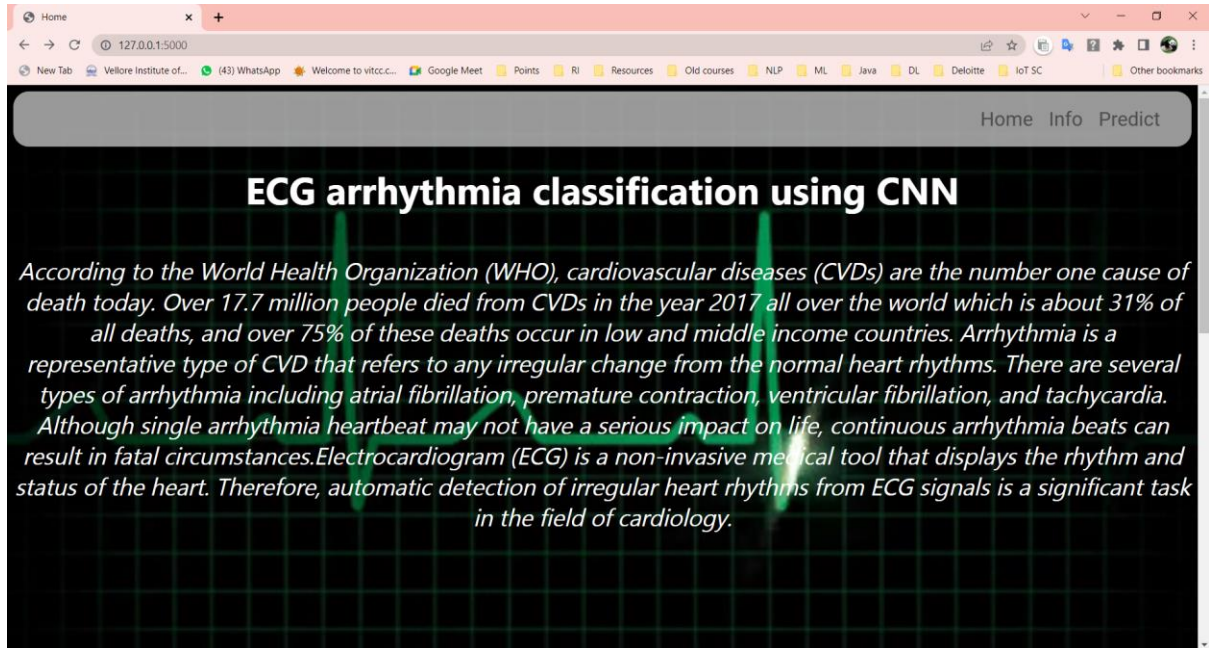 Home
127.0.0.1:5000
New Tab Vellore Institute of... (43) WhatsApp Welcome to vitcc.c... Google Meet Points RI Resources Old courses NLP ML Java DL Deloitte IoT SC Other bookmarks
Home Info Predict
ECG arrhythmia classification using CNN
According to the World Health Organization (WHO), cardiovascular diseases (CVDs) are the number one cause of
death today. Over 17.7 million people died from CVDs in the year 2017 all over the world which is about 31% of
all deaths, and over 75% of these deaths occur in low and middle income countries. Arrhythmia is a
representative type of CVD that refers to any irregular change from the normal heart rhythms. There are several
types of arrhythmia including atrial fibrillation, premature contraction, ventricular fibrillation, and tachycardia.
Although single arrhythmia heartbeat may not have a serious impact on life, continuous arrhythmia beats can
result in fatal circumstances.Electrocardiogram (ECG) is a non-invasive medical tool that displays the rhythm and
status of the heart. Therefore, automatic detection of irregular heart rhythms from ECG signals is a significant task
in the field of cardiology.